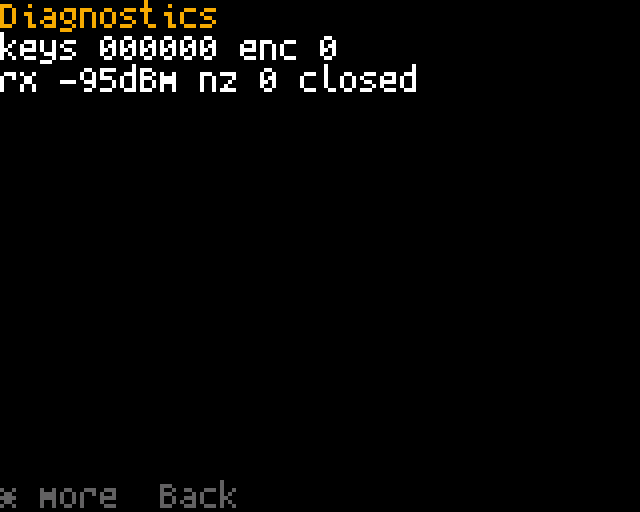 Diagnostics
keys 000000 enc 0
rx -95dBm nz 0 closed
* more  Back